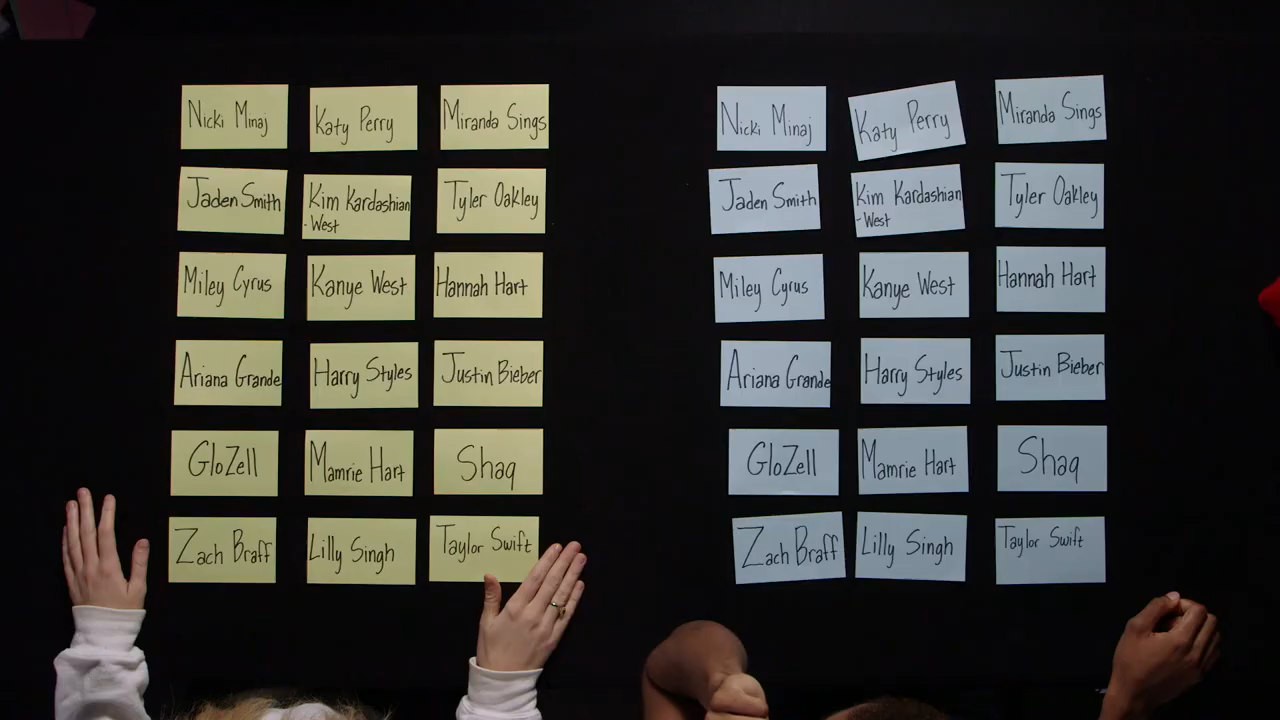 Nicki Minaj
Katy Perry
Miranda Sings
Jaden Smith
Kim Kardashian
-West
Tyler Oakley
Miley Cyrus
Kanye West
Hannah Hart
Ariana Grande
Harry Styles
Justin Bieber
GloZell
Mamrie Hart
Shaq
Zach Braff
Lilly Singh
Taylor Swift
Nicki Minaj
Katy Perry
Miranda Sings
Jaden Smith
Kim Kardashian
-West
Tyler Oakley
Miley Cyrus
Kanye West
Hannah Hart
Ariana Grande
Harry Styles
Justin Bieber
GloZell
Mamrie Hart
Shaq
Zach Braff
Lilly Singh
Taylor Swift